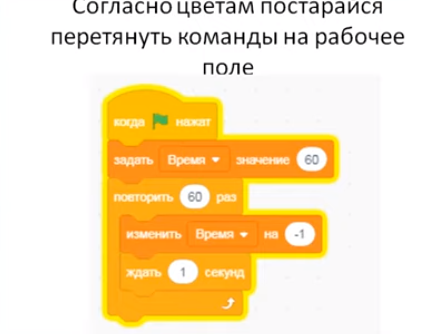 Согласно цветам постарайся
перетянуть команды на рабочее
поле
когда нажат
задать Время значение 60
повторить 60 раз
изменить Время на -1
ждать 1 секунд